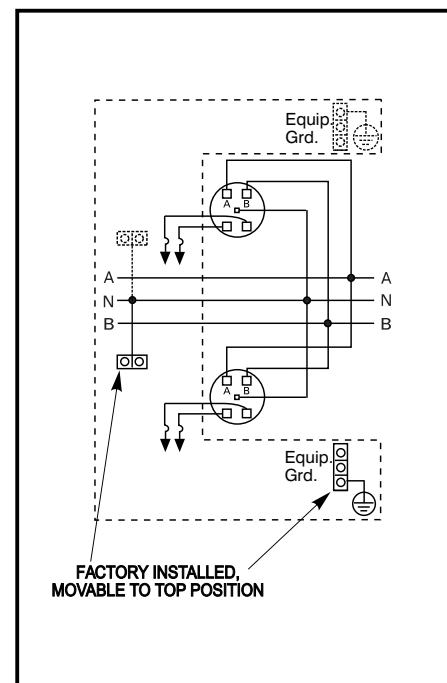 Equip.
Grd.
A B
A A
N N
B B
A B
Equip.
Grd.
FACTORY INSTALLED,
MOVABLE TO TOP POSITION